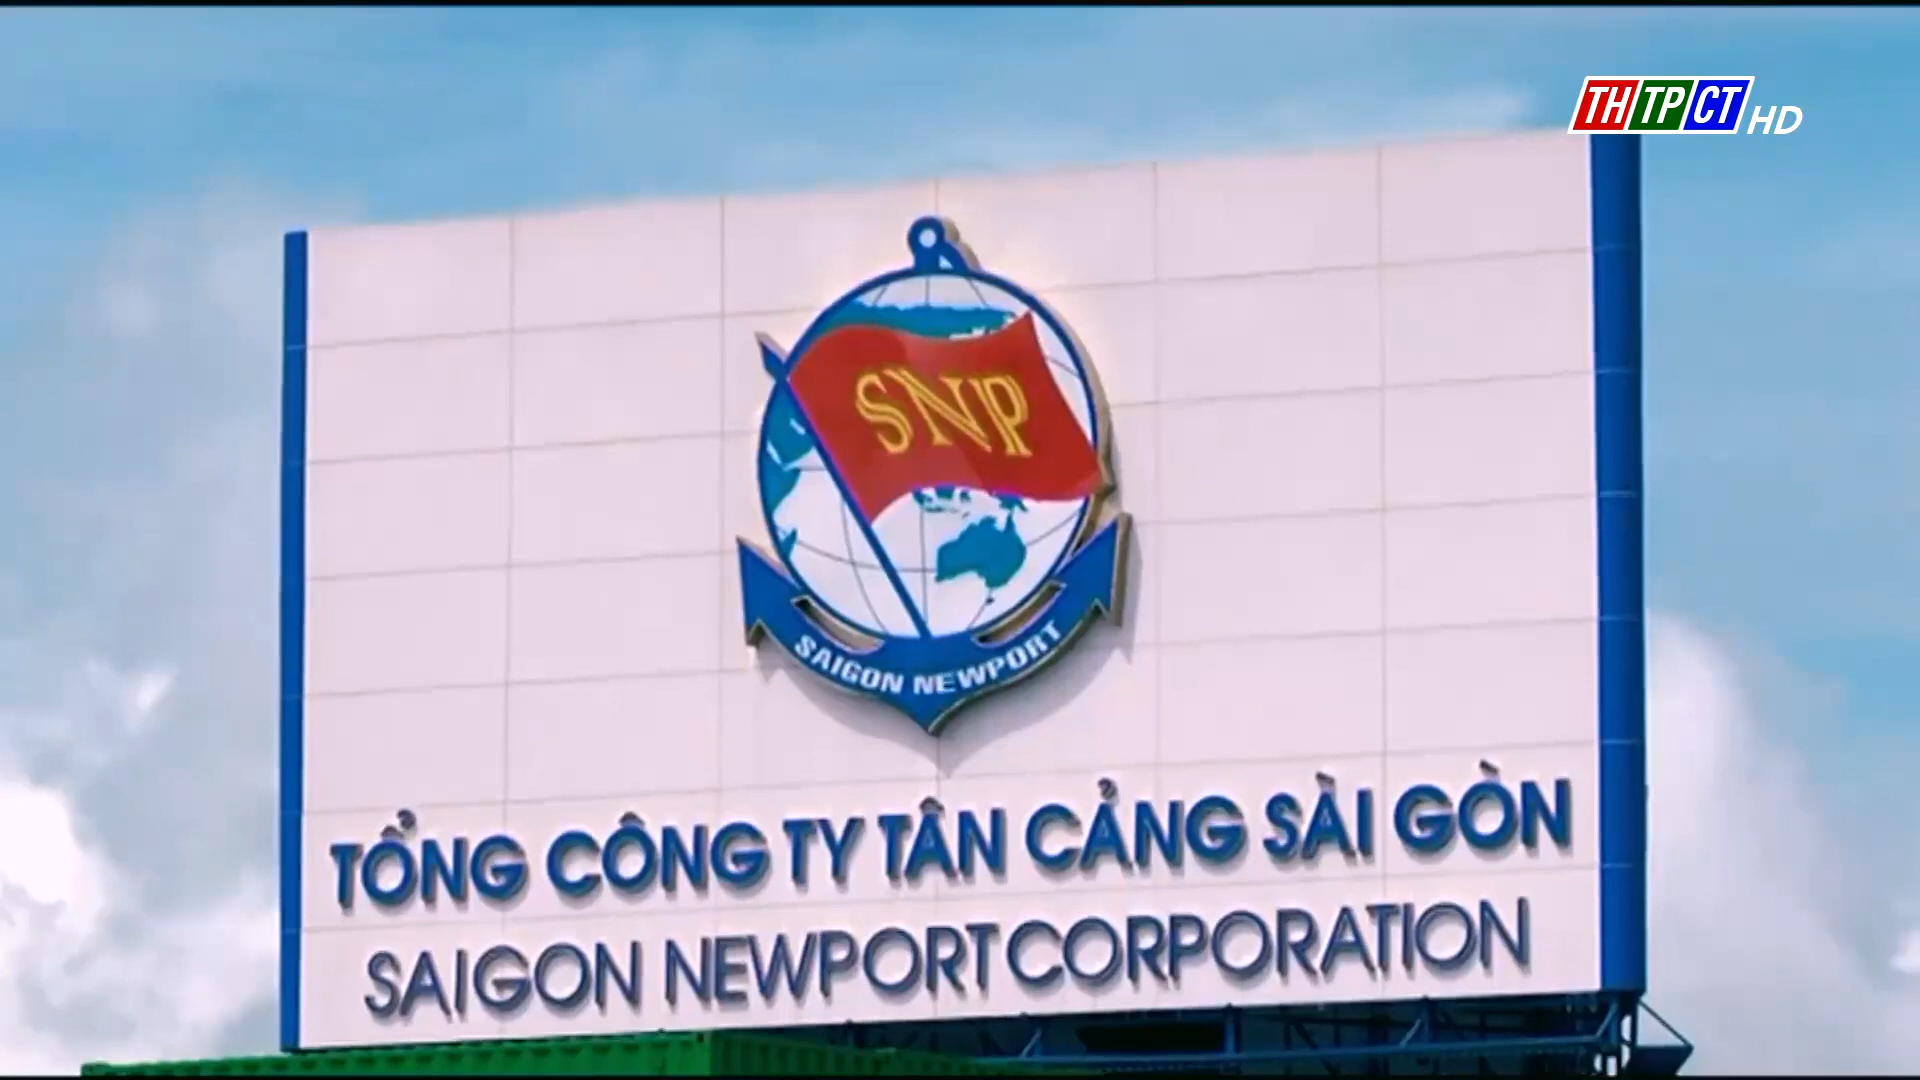 THTPCT HD
SNP
SAIGON NEWPORT
TỔNG CÔNG TY TÂN CẢNG SÀI GÒN
SAIGON NEWPORT CORPORATION